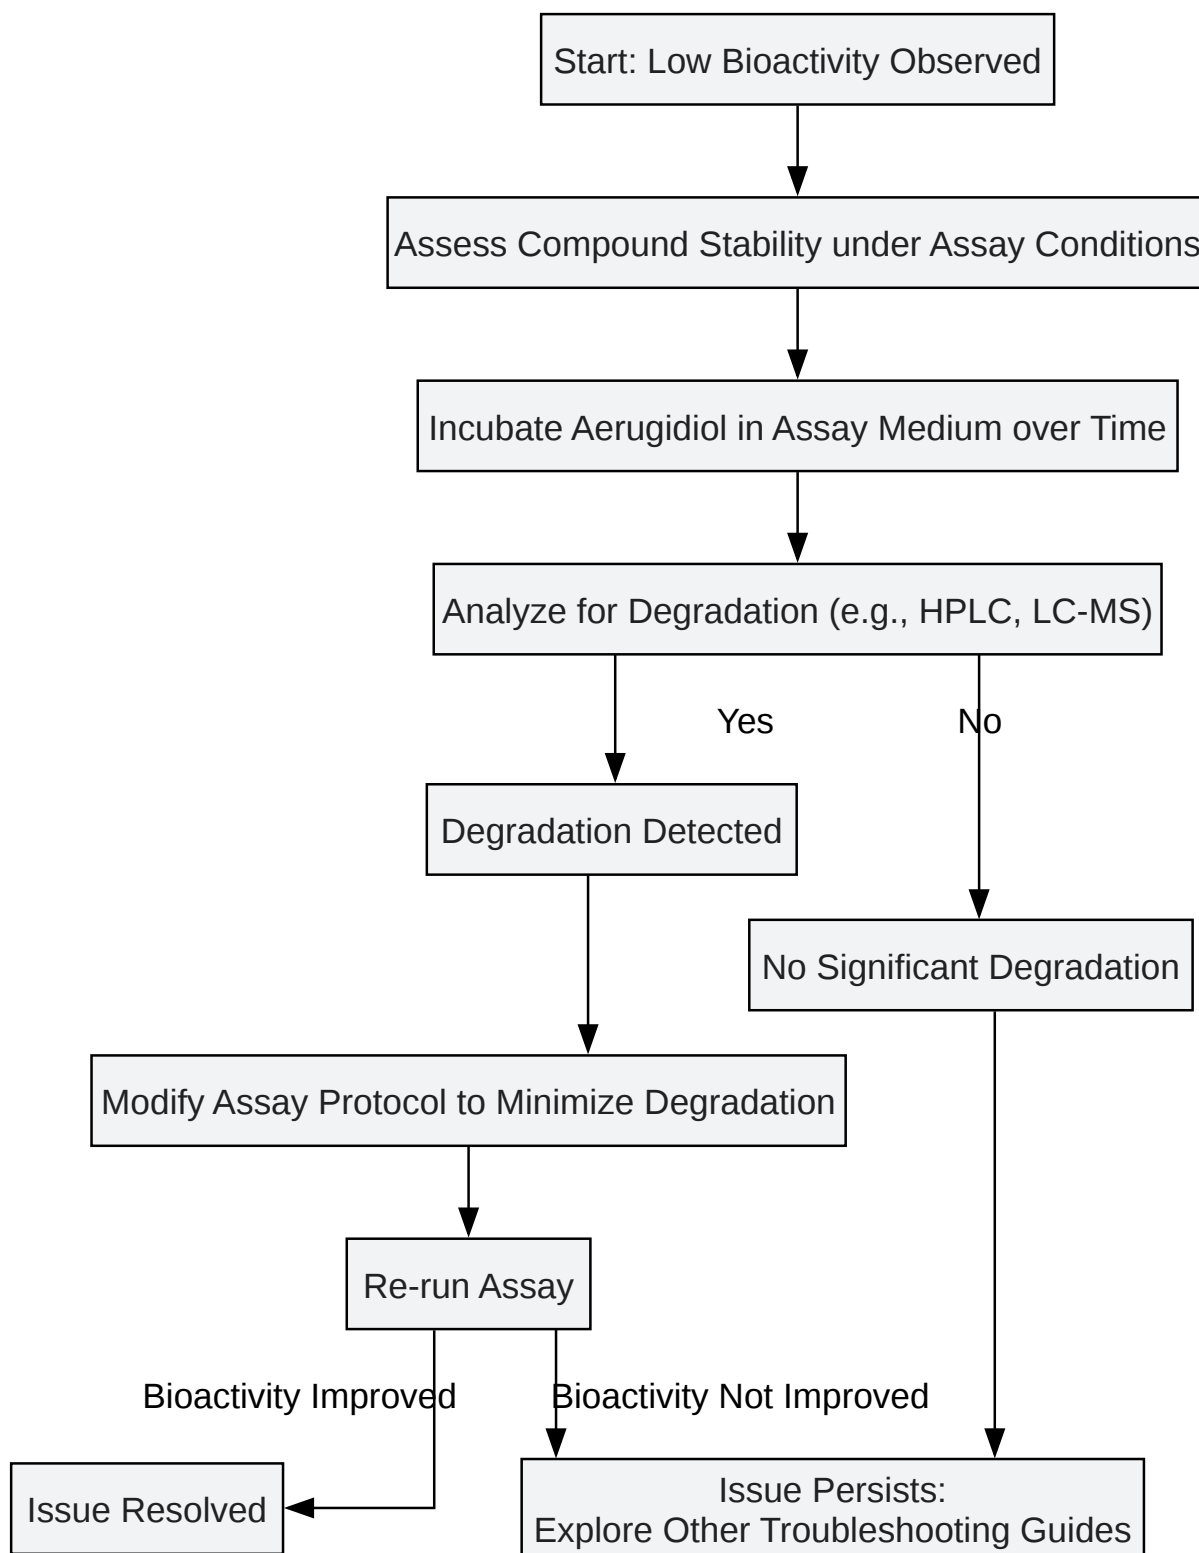 Start: Low Bioactivity Observed
Assess Compound Stability under Assay Conditions
Incubate Aerugidiol in Assay Medium over Time
Analyze for Degradation (e.g., HPLC, LC-MS)
Yes
No
Degradation Detected
No Significant Degradation
Modify Assay Protocol to Minimize Degradation
Re-run Assay
Bioactivity Improved
Bioactivity Not Improved
Issue Resolved
Issue Persists:
Explore Other Troubleshooting Guides